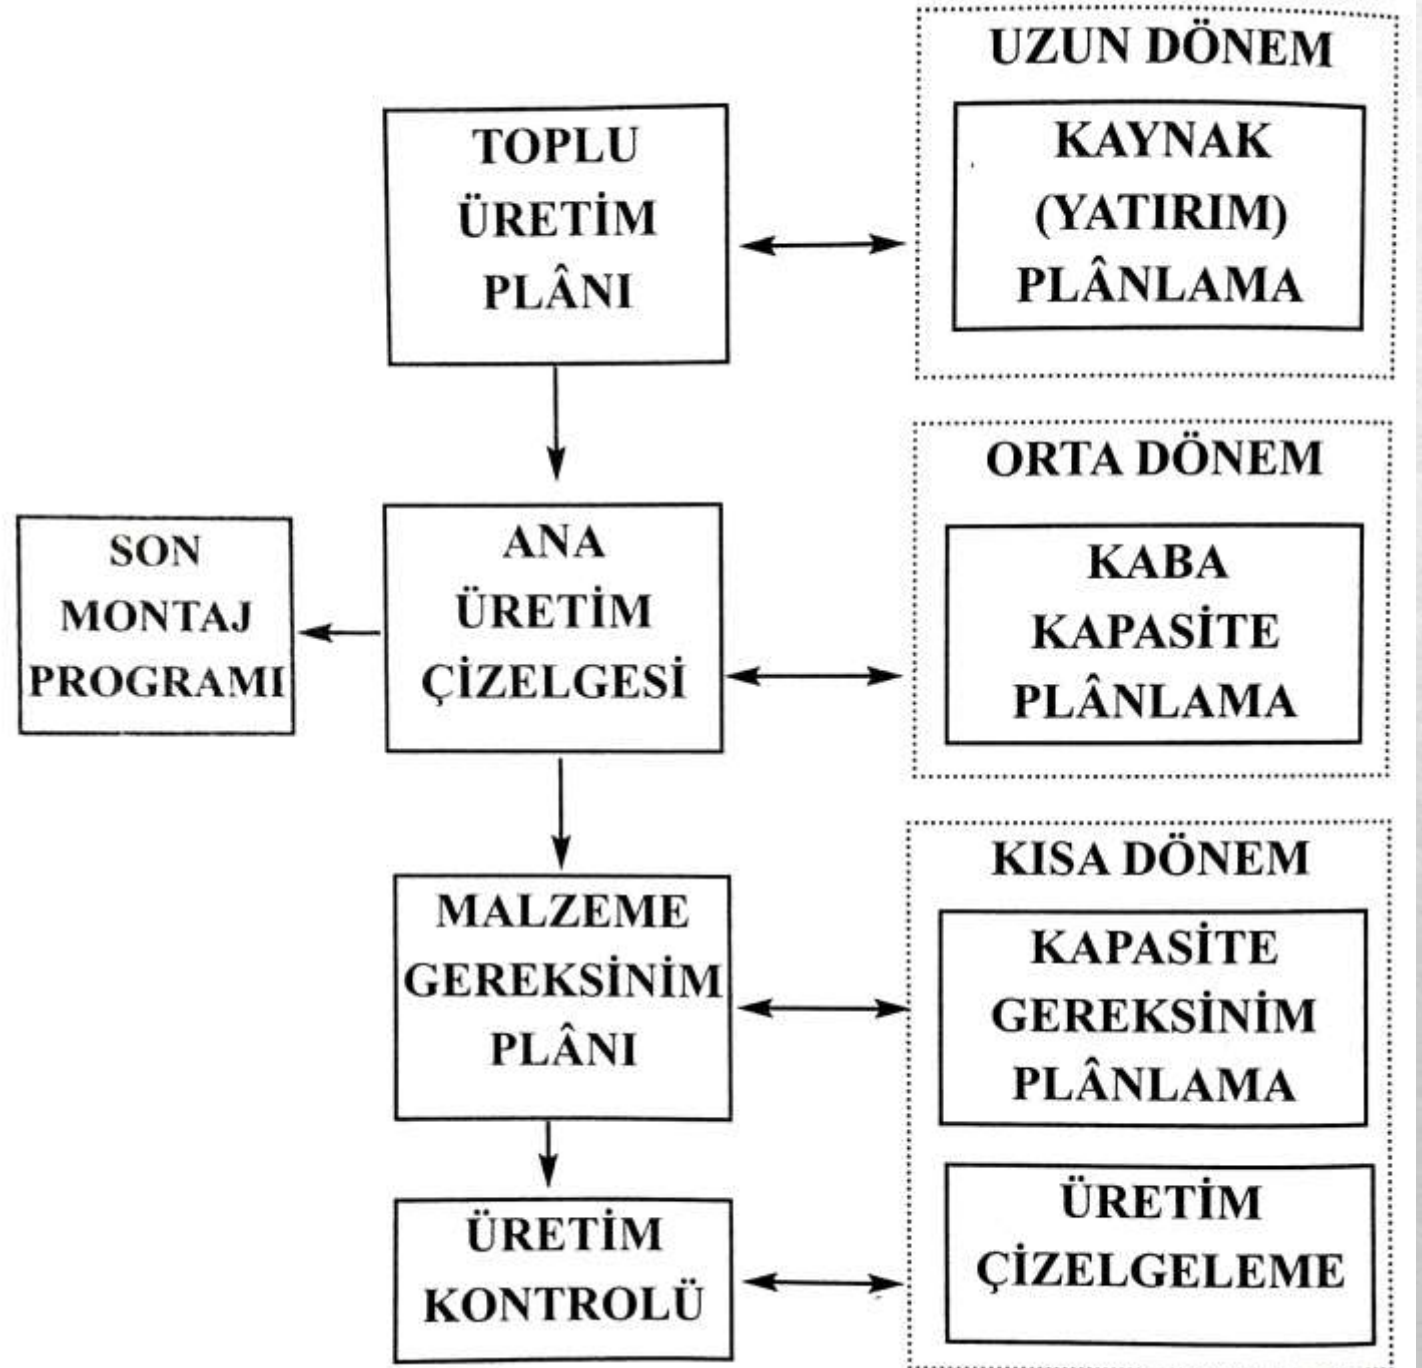 TOPLU
ÜRETİM
PLÂNI
UZUN DÖNEM
KAYNAK
(YATIRIM)
PLÂNLAMA
SON
MONTAJ
PROGRAMI
ANA
ÜRETİM
ÇİZELGESİ
ORTA DÖNEM
KABA
KAPASİTE
PLÂNLAMA
MALZEME
GEREKSİNİM
PLÂNI
KISA DÖNEM
KAPASİTE
GEREKSİNİM
PLÂNLAMA
ÜRETİM
KONTROLÜ
ÜRETİM
ÇİZELGELEME